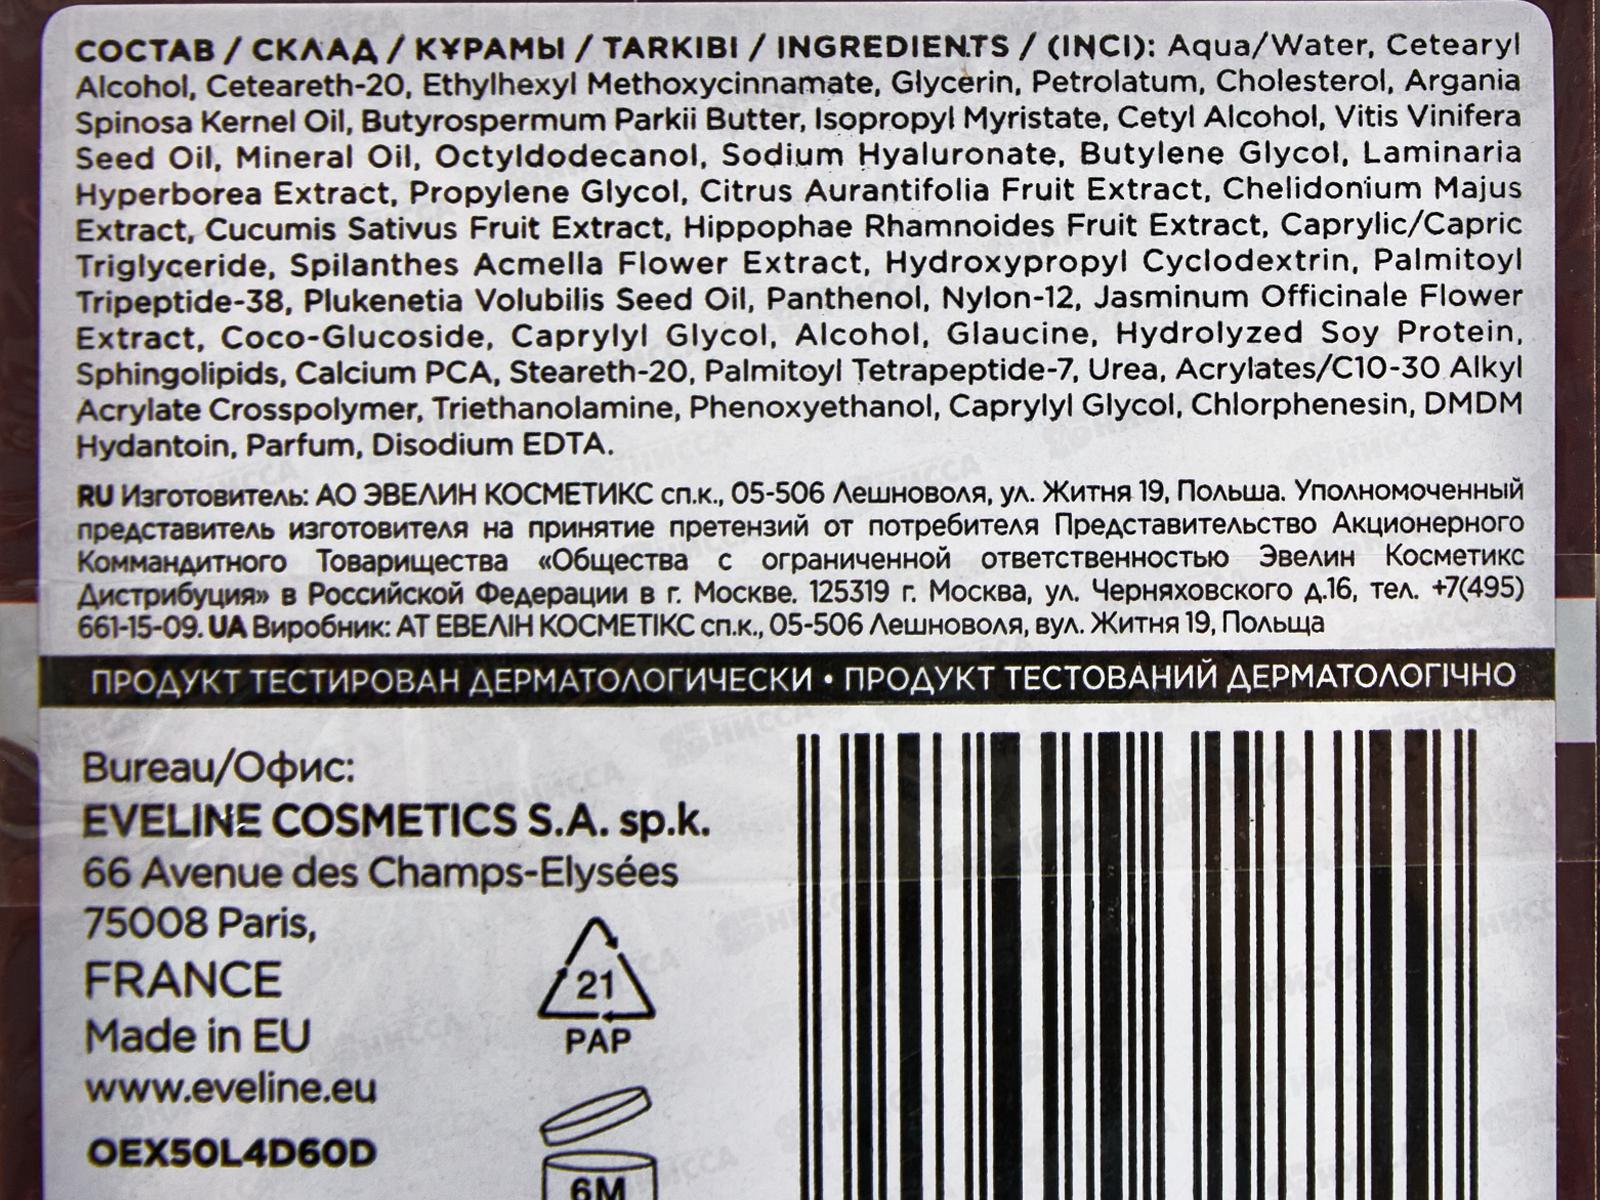 СОСТАВ / СКЛАД / ҚҰРАМЫ / TARKIBI / INGREDIENTS / (INCI): Aqua/Water, Cetearyl
Alcohol, Ceteareth-20, Ethylhexyl Methoxycinnamate, Glycerin, Petrolatum, Cholesterol, Argania
Spinosa Kernel Oil, Butyrospermum Parkii Butter, Isopropyl Myristate, Cetyl Alcohol, Vitis Vinifera
Seed Oil, Mineral Oil, Octyldodecanol, Sodium Hyaluronate, Butylene Glycol, Laminaria
Hyperborea Extract, Propylene Glycol, Citrus Aurantifolia Fruit Extract, Chelidonium Majus
Extract, Cucumis Sativus Fruit Extract, Hippophae Rhamnoides Fruit Extract, Caprylic/Capric
Triglyceride, Spilanthes Acmella Flower Extract, Hydroxypropyl Cyclodextrin, Palmitoyl
Tripeptide-38, Plukenetia Volubilis Seed Oil, Panthenol, Nylon-12, Jasminum Officinale Flower
Extract, Coco-Glucoside, Caprylyl Glycol, Alcohol, Glaucine, Hydrolyzed Soy Protein,
Sphingolipids, Calcium PCA, Steareth-20, Palmitoyl Tetrapeptide-7, Urea, Acrylates/C10-30 Alkyl
Acrylate Crosspolymer, Triethanolamine, Phenoxyethanol, Caprylyl Glycol, Chlorphenesin, DMDM
Hydantoin, Parfum, Disodium EDTA.
RU Изготовитель: АО ЭВЕЛИН КОСМЕТИКС сп.к., 05-506 Лешноволя, ул. Житня 19, Польша. Уполномоченный
представитель изготовителя на принятие претензий от потребителя Представительство Акционерного
Коммандитного Товарищества «Общества с ограниченной ответственностью Эвелин Косметикс
Дистрибуция» в Российской Федерации в г. Москве. 125319 г. Москва, ул. Черняховского д.16, тел. +7(495)
661-15-09. UA Виробник: АТ ЕВЕЛІН КОСМЕТІКС сп.к., 05-506 Лешноволя, вул. Житня 19, Польща
ПРОДУКТ ТЕСТИРОВАН ДЕРМАТОЛОГИЧЕСКИ • ПРОДУКТ ТЕСТОВАНИЙ ДЕРМАТОЛОГІЧНО
Bureau/Офис:
EVELINE COSMETICS S.A. sp.k.
66 Avenue des Champs-Elysées
75008 Paris,
FRANCE
Made in EU
www.eveline.eu
OEX50L4D60D
21
PAP
6M